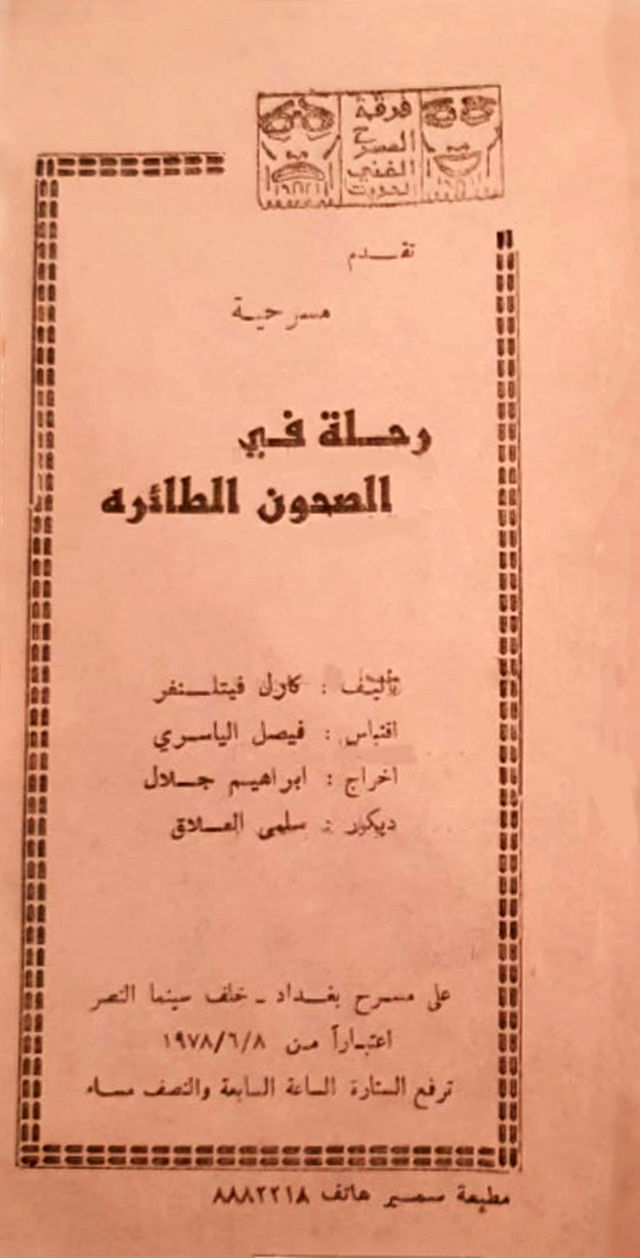 فرقة
المسرح
الفني
الحديث
تقدم
مسرحية
رحلة في
الصحون الطائره
تأليف : كارل فيتلنفر
اقتباس : فيصل الياسري
اخراج : ابراهيم جلال
ديكور : سلمى العلاق
على مسرح بغداد - خلف سينما النصر
اعتباراً من ١٩٧٨/٦/٨
ترفع الستارة الساعة السابعة والنصف مساء
مطبعة سمير هاتف ٨٨٨٢٢١٨